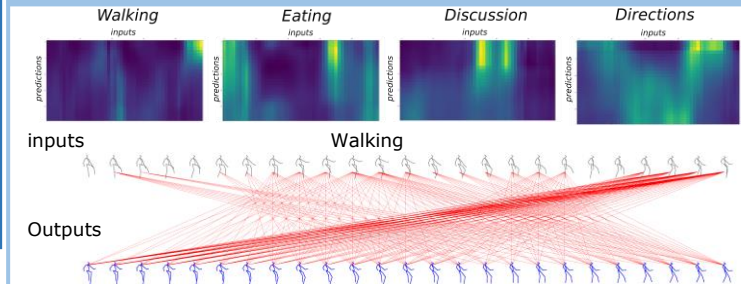 Walking Eating Discussion Directions
inputs inputs inputs inputs
predictions predictions predictions predictions
inputs Walking
Outputs